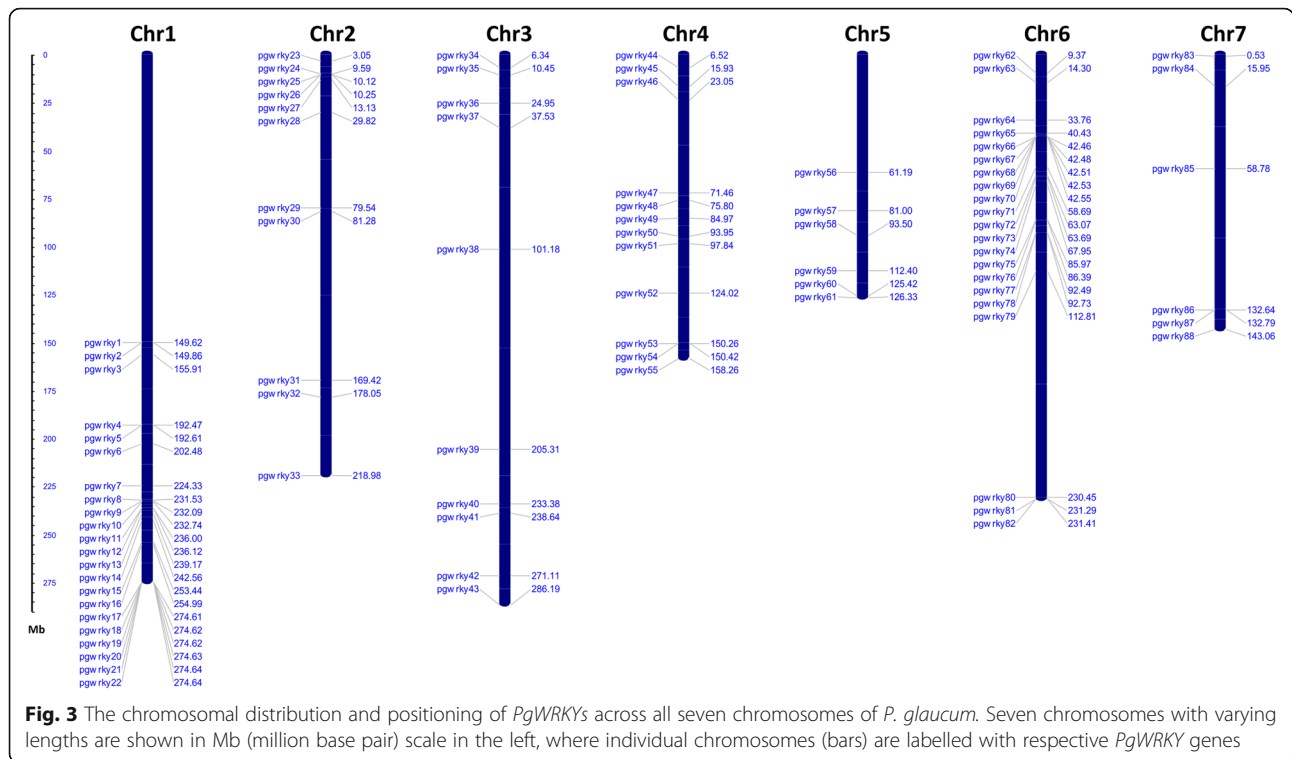 Chr1 Chr2 Chr3 Chr4 Chr5 Chr6 Chr7
0
25
50
75
100
125
150
175
200
225
250
275
Mb
pgwrky1 149.62
pgwrky2 149.86
pgwrky3 155.91
pgwrky4 192.47
pgwrky5 192.61
pgwrky6 202.48
pgwrky7 224.33
pgwrky8 231.53
pgwrky9 232.09
pgwrky10 232.74
pgwrky11 236.00
pgwrky12 236.12
pgwrky13 239.17
pgwrky14 242.56
pgwrky15 253.44
pgwrky16 254.99
pgwrky17 274.61
pgwrky18 274.62
pgwrky19 274.62
pgwrky20 274.63
pgwrky21 274.64
pgwrky22 274.64
pgwrky23 3.05
pgwrky24 9.59
pgwrky25 10.12
pgwrky26 10.25
pgwrky27 13.13
pgwrky28 29.82
pgwrky29 79.54
pgwrky30 81.28
pgwrky31 169.42
pgwrky32 178.05
pgwrky33 218.98
pgwrky34 6.34
pgwrky35 10.45
pgwrky36 24.95
pgwrky37 37.53
pgwrky38 101.18
pgwrky39 205.31
pgwrky40 233.38
pgwrky41 238.64
pgwrky42 271.11
pgwrky43 286.19
pgwrky44 6.52
pgwrky45 15.93
pgwrky46 23.05
pgwrky47 71.46
pgwrky48 75.80
pgwrky49 84.97
pgwrky50 93.95
pgwrky51 97.84
pgwrky52 124.02
pgwrky53 150.26
pgwrky54 150.42
pgwrky55 158.26
pgwrky56 61.19
pgwrky57 81.00
pgwrky58 93.50
pgwrky59 112.40
pgwrky60 125.42
pgwrky61 126.33
pgwrky62 9.37
pgwrky63 14.30
pgwrky64 33.76
pgwrky65 40.43
pgwrky66 42.46
pgwrky67 42.48
pgwrky68 42.51
pgwrky69 42.53
pgwrky70 42.55
pgwrky71 58.69
pgwrky72 63.07
pgwrky73 63.69
pgwrky74 67.95
pgwrky75 85.97
pgwrky76 86.39
pgwrky77 92.49
pgwrky78 92.73
pgwrky79 112.81
pgwrky80 230.45
pgwrky81 231.29
pgwrky82 231.41
pgwrky83 0.53
pgwrky84 15.95
pgwrky85 58.78
pgwrky86 132.64
pgwrky87 132.79
pgwrky88 143.06
Fig. 3 The chromosomal distribution and positioning of PgWRKYs across all seven chromosomes of P. glaucum. Seven chromosomes with varying
lengths are shown in Mb (million base pair) scale in the left, where individual chromosomes (bars) are labelled with respective PgWRKY genes